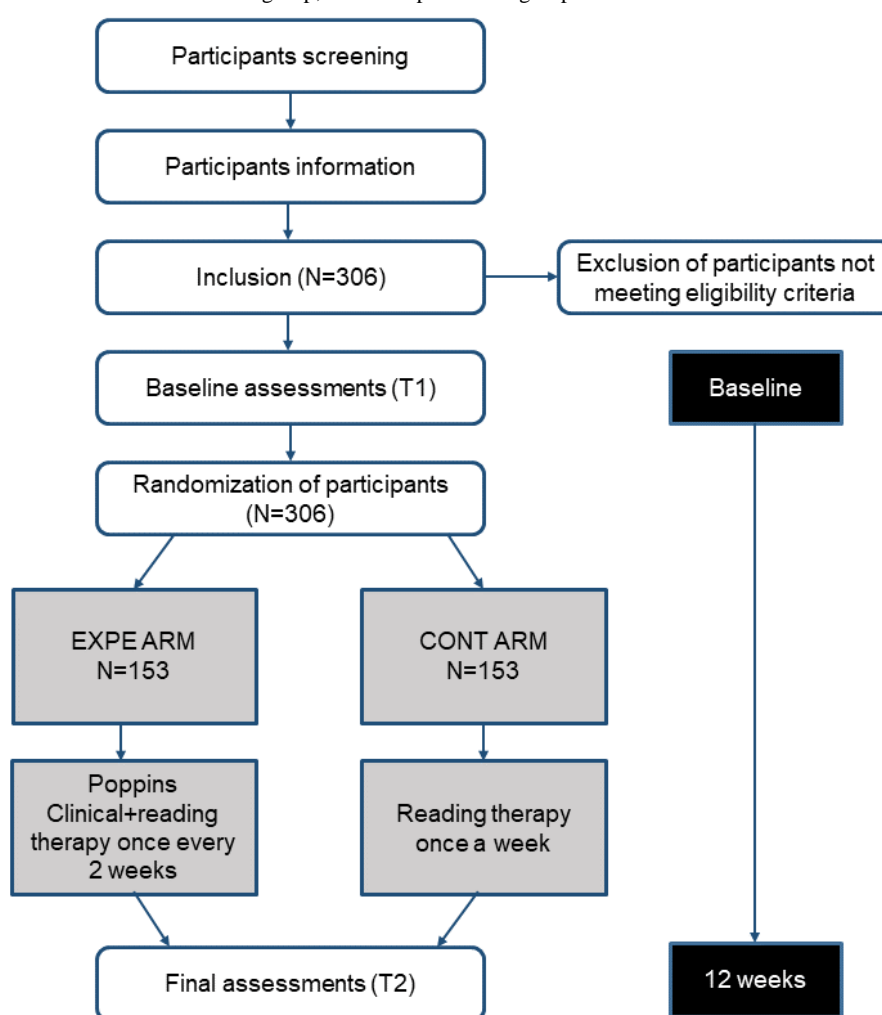 Participants screening
Participants information
Inclusion (N=306)
Exclusion of participants not
meeting eligibility criteria
Baseline assessments (T1)
Baseline
Randomization of participants
(N=306)
EXPE ARM
N=153
CONT ARM
N=153
Poppins
Clinical+reading
therapy once every
2 weeks
Reading therapy
once a week
Final assessments (T2)
12 weeks